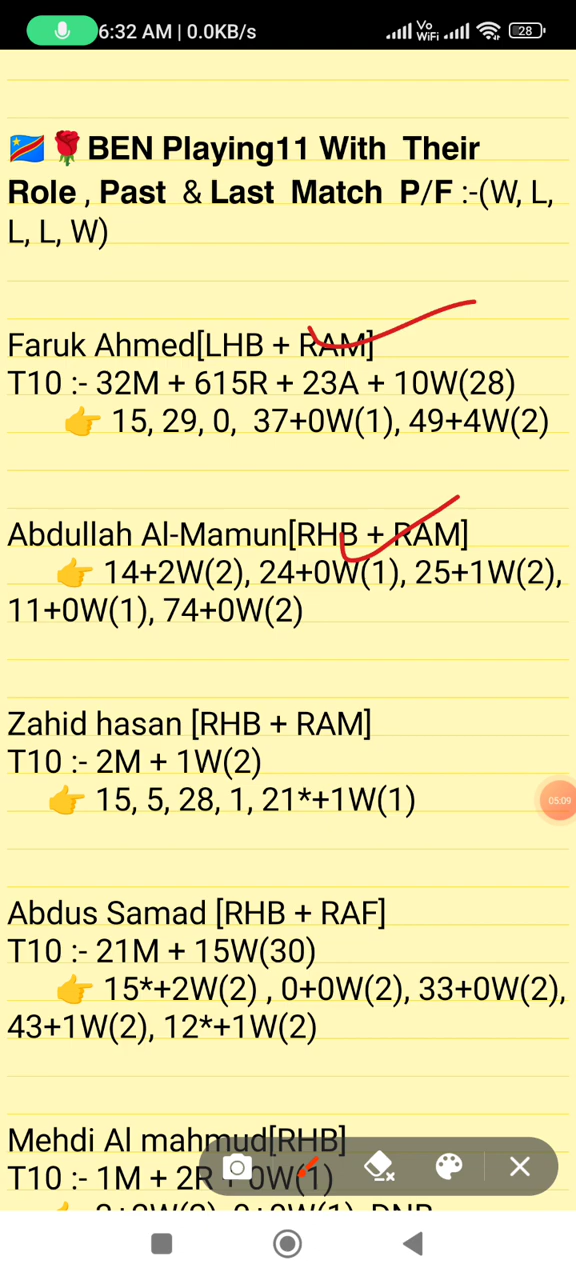 6:32 AM | 0.0KB/s Vo WiFi 28
🇨🇩🌹BEN Playing11 With Their
Role , Past & Last Match P/F :-(W, L,
L, L, W)
Faruk Ahmed[LHB + RAM]
T10 :- 32M + 615R + 23A + 10W(28)
👉 15, 29, 0, 37+0W(1), 49+4W(2)
Abdullah Al-Mamun[RHB + RAM]
👉 14+2W(2), 24+0W(1), 25+1W(2),
11+0W(1), 74+0W(2)
Zahid hasan [RHB + RAM]
T10 :- 2M + 1W(2)
👉 15, 5, 28, 1, 21*+1W(1)
05:09
Abdus Samad [RHB + RAF]
T10 :- 21M + 15W(30)
👉 15*+2W(2) , 0+0W(2), 33+0W(2),
43+1W(2), 12*+1W(2)
Mehdi Al mahmud[RHB]
T10 :- 1M + 2R + 0W(1)